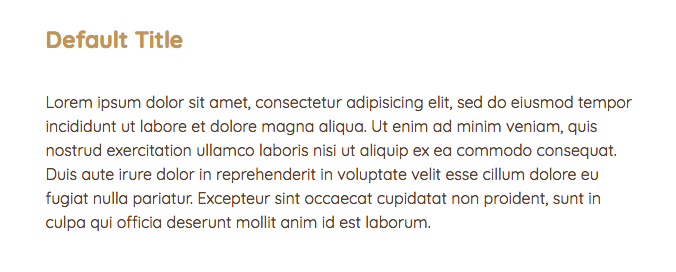 Default Title
Lorem ipsum dolor sit amet, consectetur adipisicing elit, sed do eiusmod tempor
incididunt ut labore et dolore magna aliqua. Ut enim ad minim veniam, quis
nostrud exercitation ullamco laboris nisi ut aliquip ex ea commodo consequat.
Duis aute irure dolor in reprehenderit in voluptate velit esse cillum dolore eu
fugiat nulla pariatur. Excepteur sint occaecat cupidatat non proident, sunt in
culpa qui officia deserunt mollit anim id est laborum.